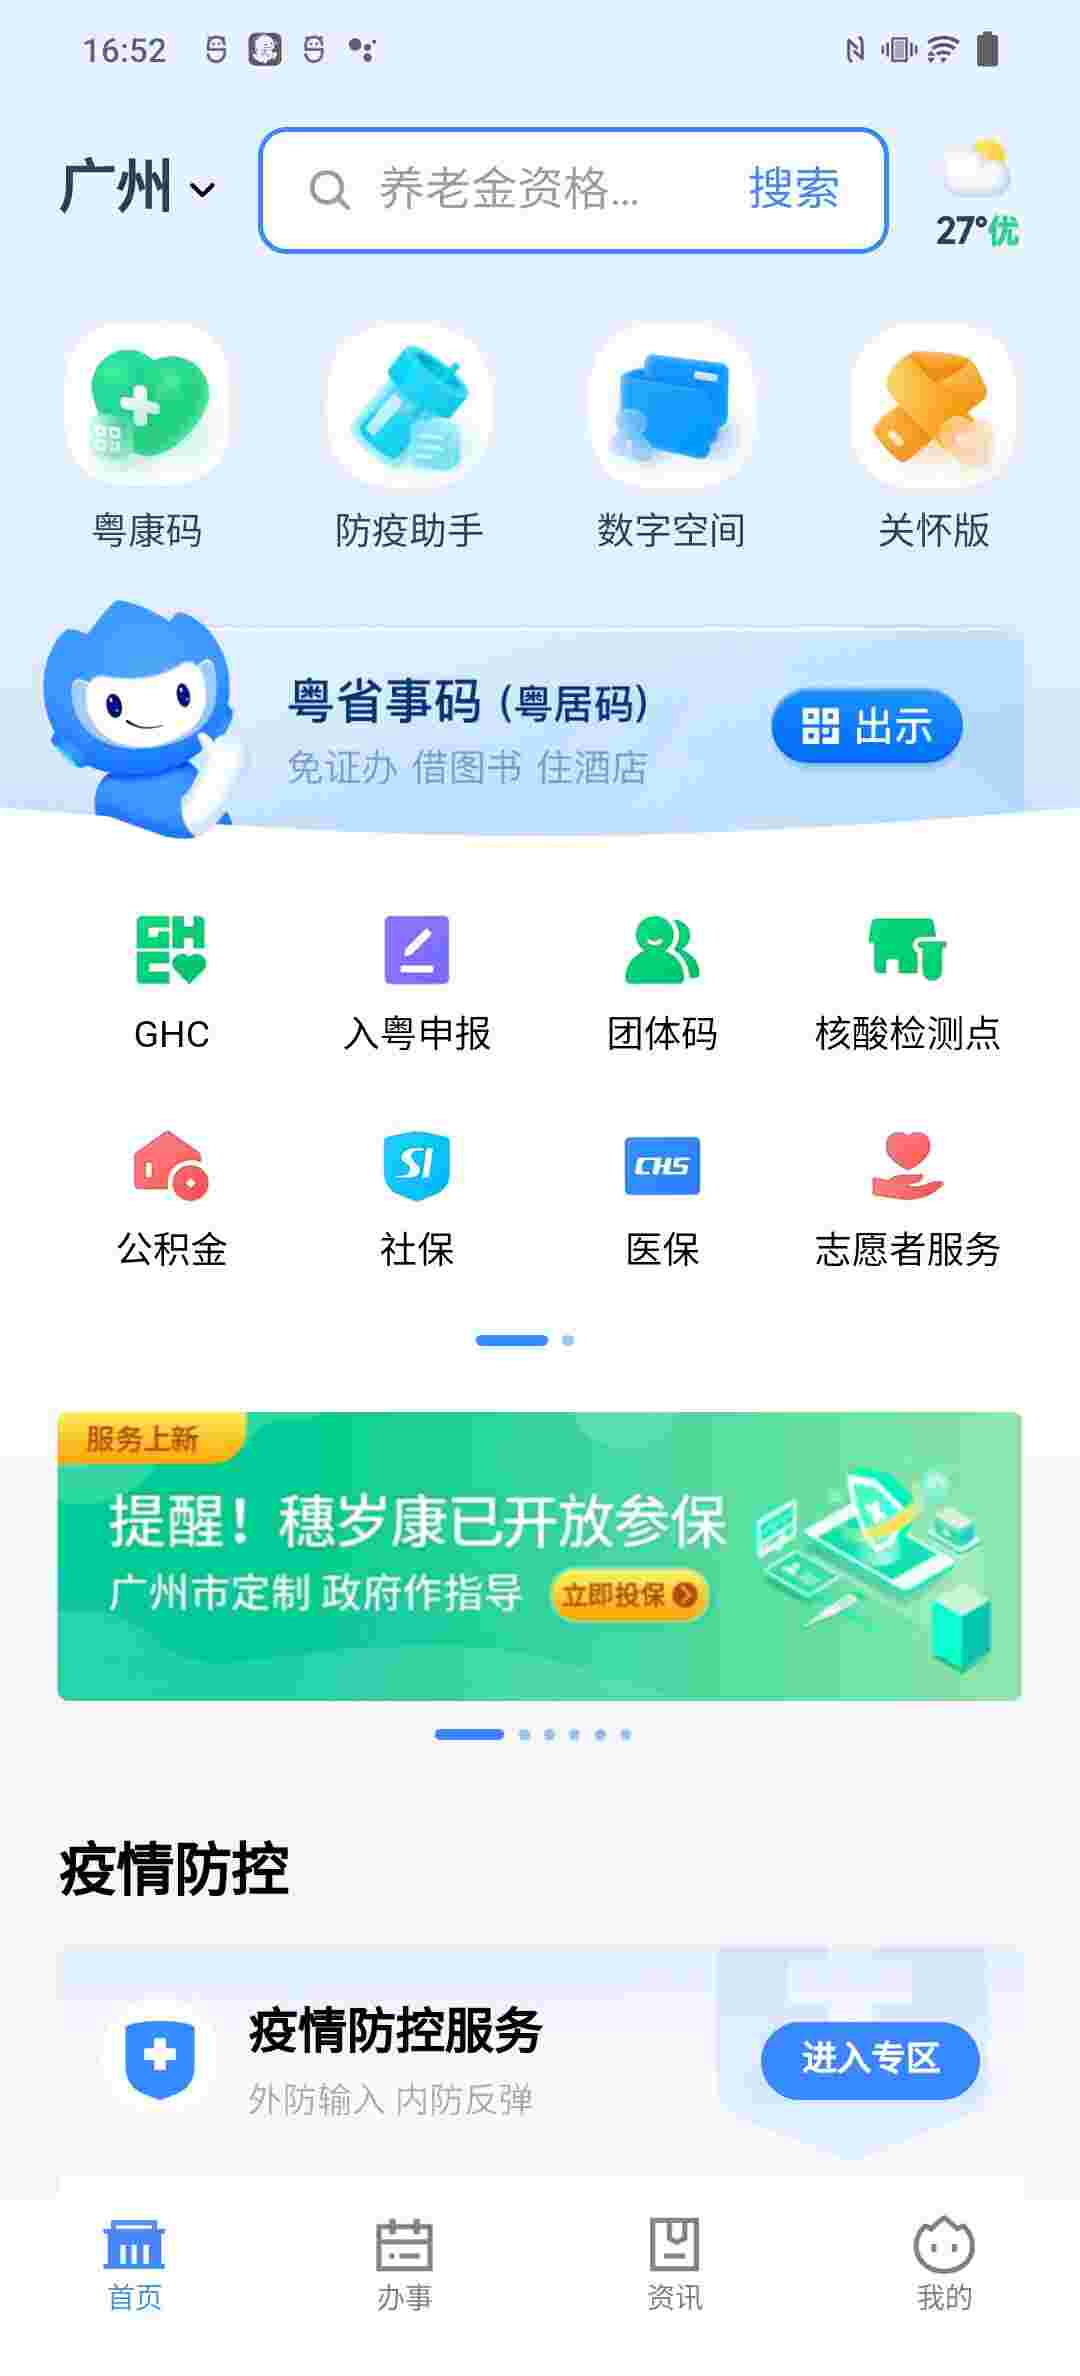 16:52
广州
养老金资格...
搜索
27°优
粤康码
防疫助手
数字空间
关怀版
粤省事码 (粤居码)
免证办 借图书 住酒店
出示
GHC
GHC
入粤申报
团体码
核酸检测点
SI
CHS
公积金
社保
医保
志愿者服务
服务上新
提醒！穗岁康已开放参保
广州市定制 政府作指导
立即投保
疫情防控
疫情防控服务
外防输入 内防反弹
进入专区
首页
办事
资讯
我的